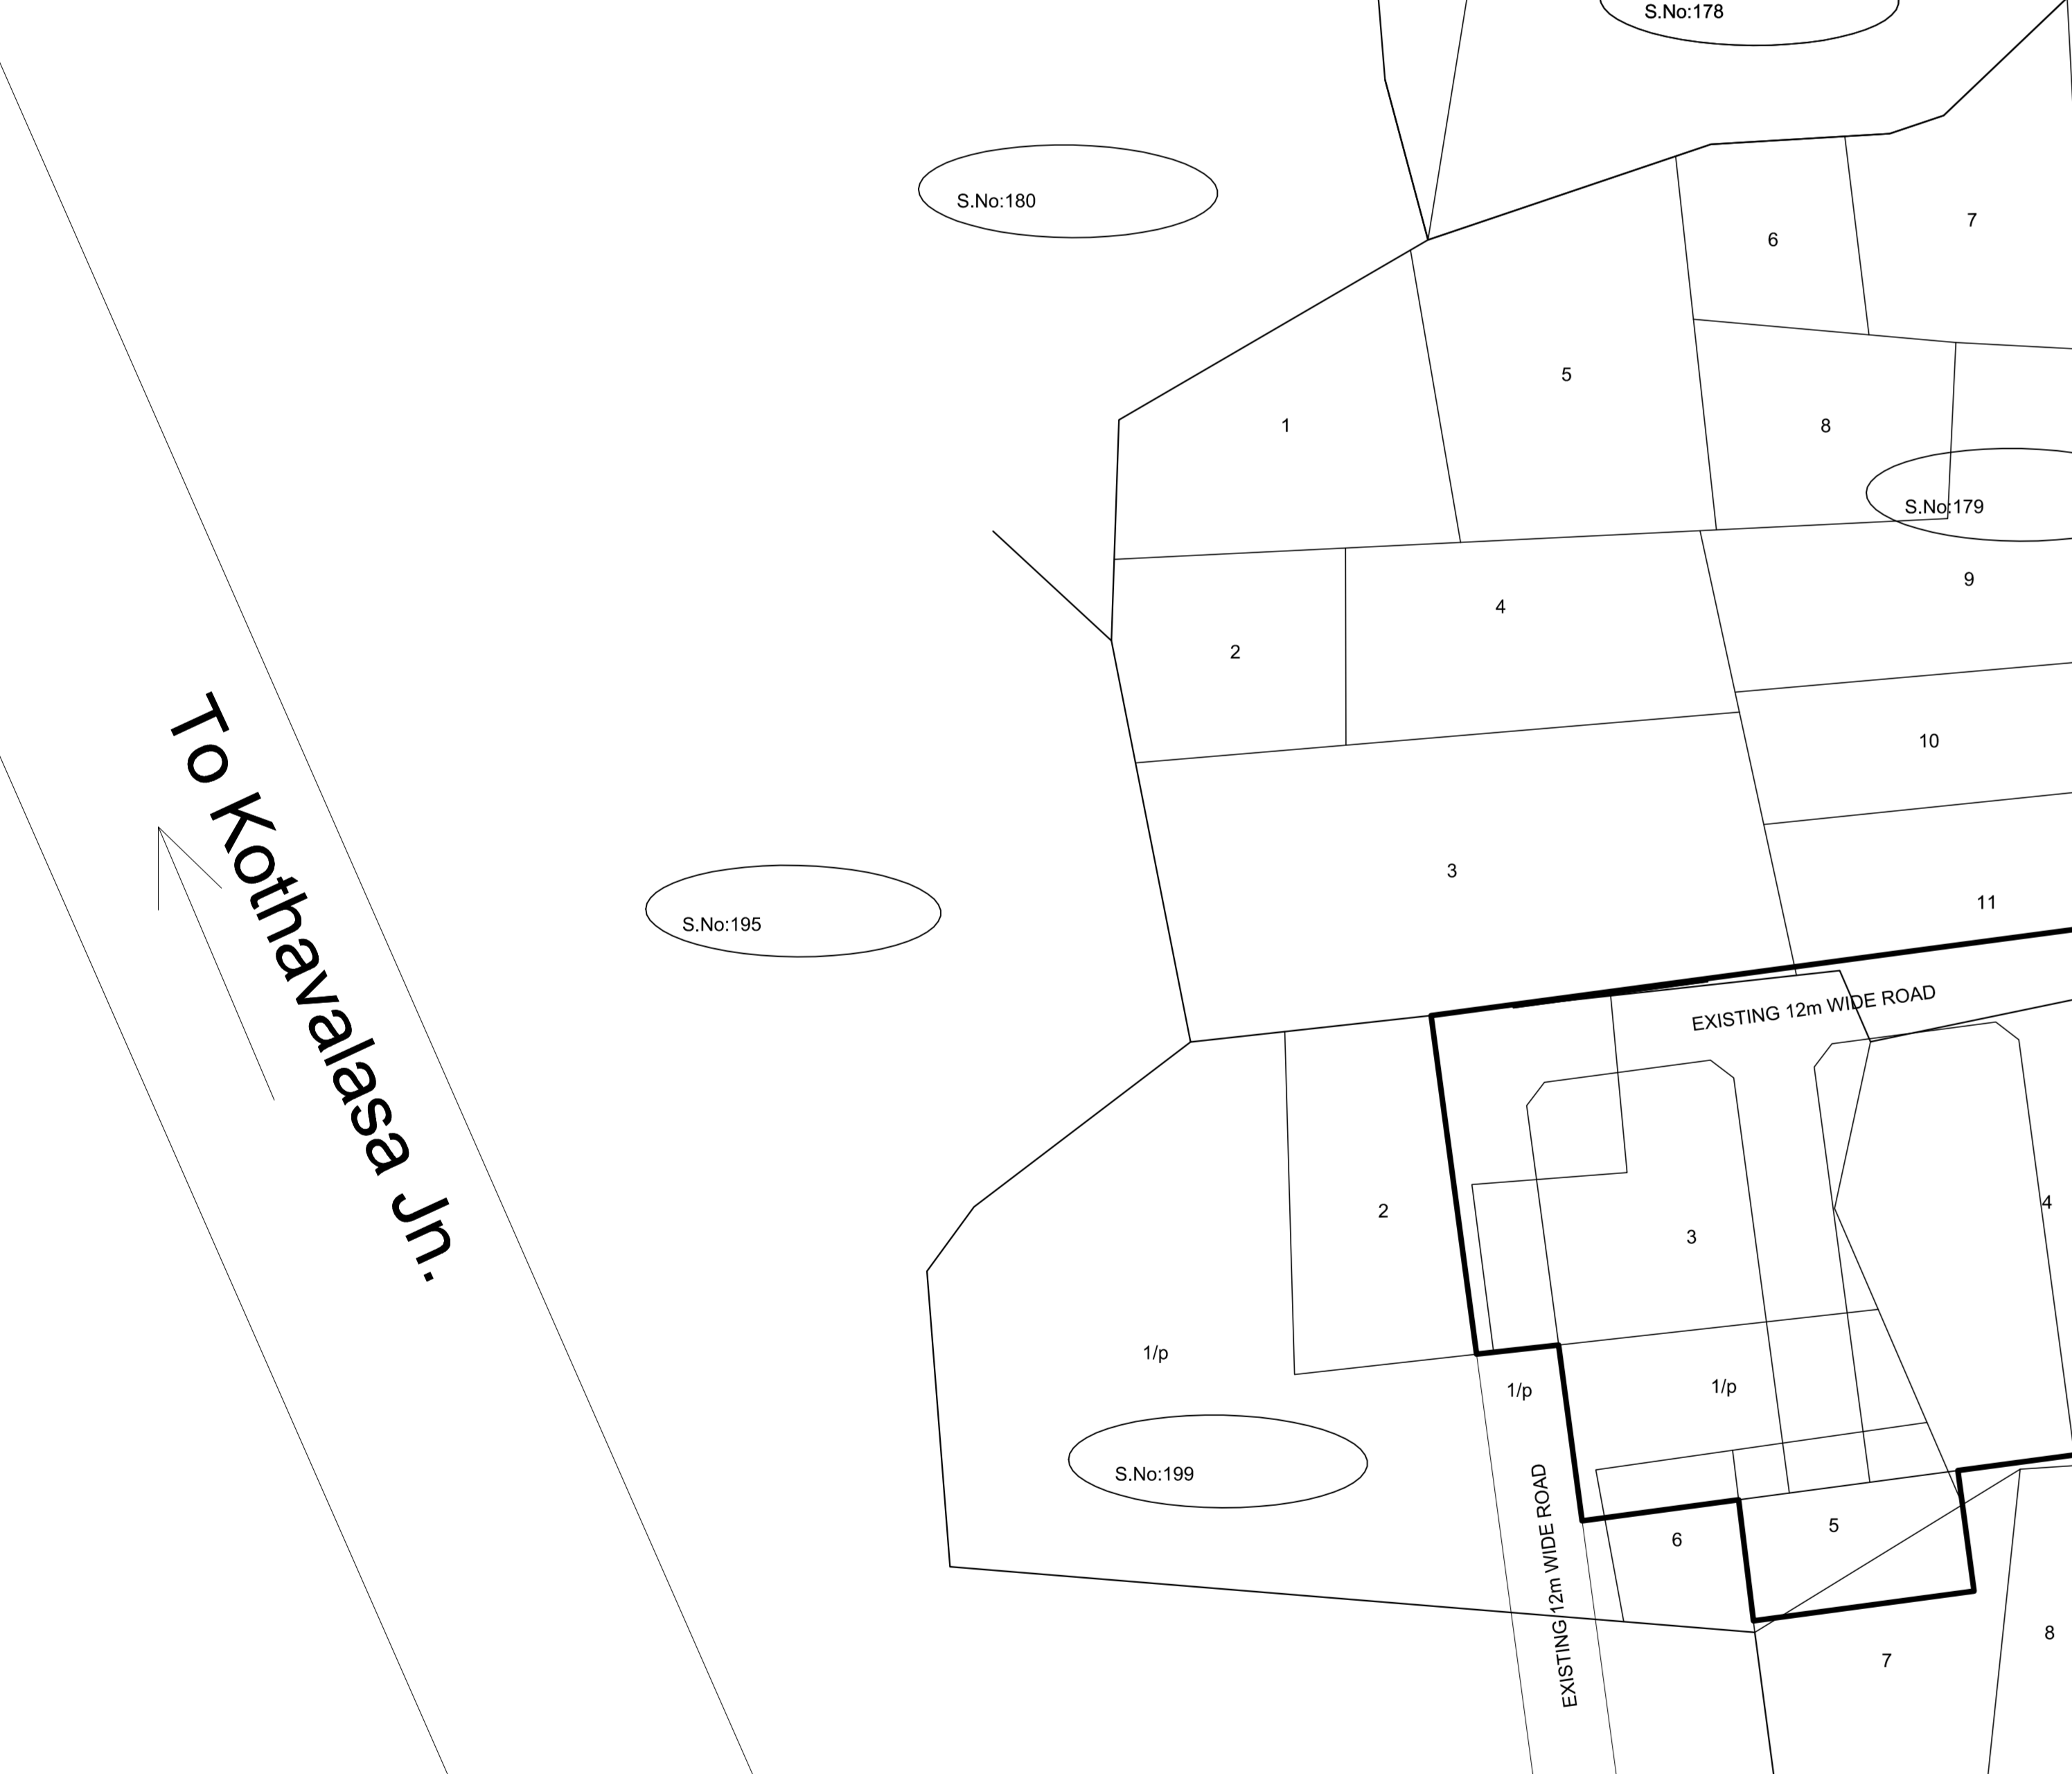 S.No:178
S.No:180
7
6
5
1
8
S.No:179
9
4
2
10
3
11
S.No:195
To Kothavalasa Jn.
EXISTING 12m WIDE ROAD
4
2
3
1/p
1/p
1/p
S.No:199
EXISTING 12m WIDE ROAD
5
6
8
7